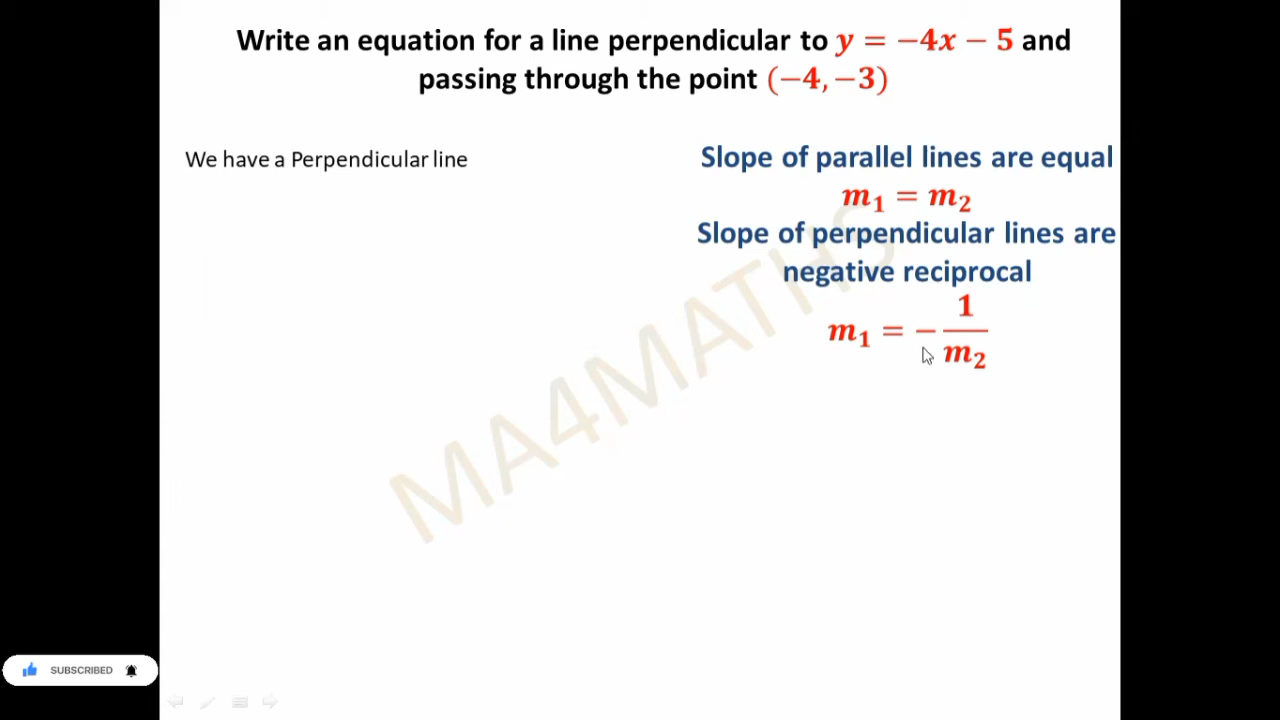 Write an equation for a line perpendicular to y = −4x − 5 and
passing through the point (−4, −3)
We have a Perpendicular line
Slope of parallel lines are equal
m₁ = m₂
Slope of perpendicular lines are
negative reciprocal
m₁ = − 1/m₂
MA4MATHS
SUBSCRIBED